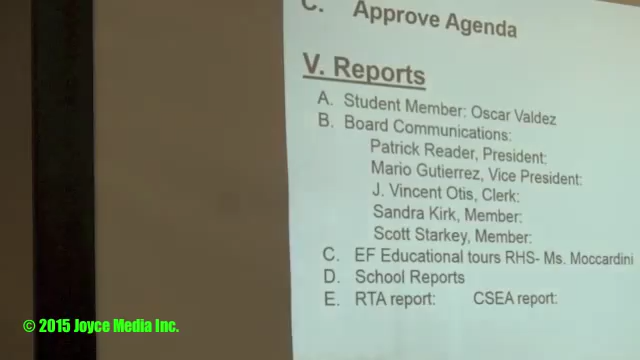 C. Approve Agenda
V. Reports
A. Student Member: Oscar Valdez
B. Board Communications:
Patrick Reader, President:
Mario Gutierrez, Vice President:
J. Vincent Otis, Clerk:
Sandra Kirk, Member:
Scott Starkey, Member:
C. EF Educational tours RHS- Ms. Moccardini
D. School Reports
E. RTA report: CSEA report:
© 2015 Joyce Media Inc.